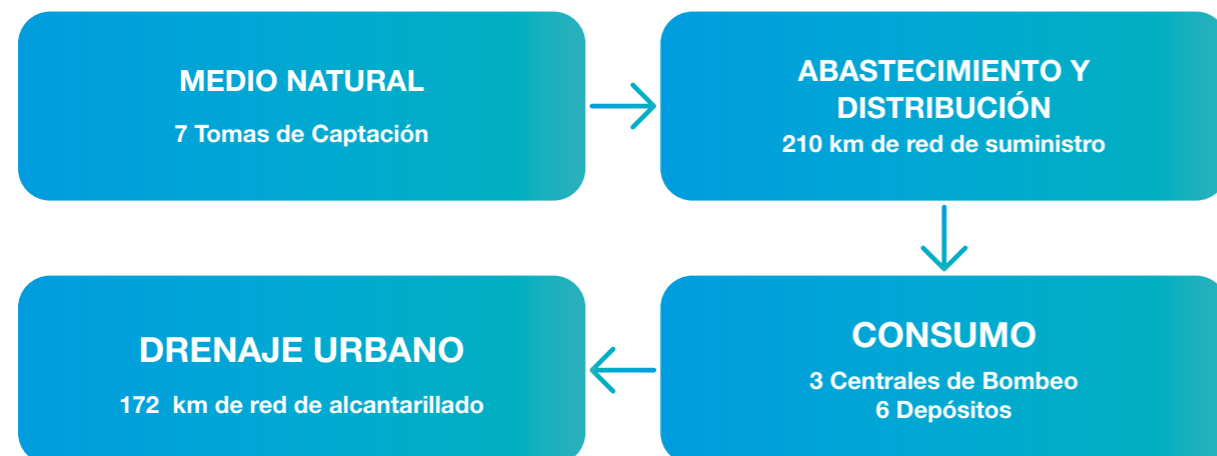 MEDIO NATURAL
7 Tomas de Captación
ABASTECIMIENTO Y
DISTRIBUCIÓN
210 km de red de suministro
CONSUMO
3 Centrales de Bombeo
6 Depósitos
DRENAJE URBANO
172 km de red de alcantarillado